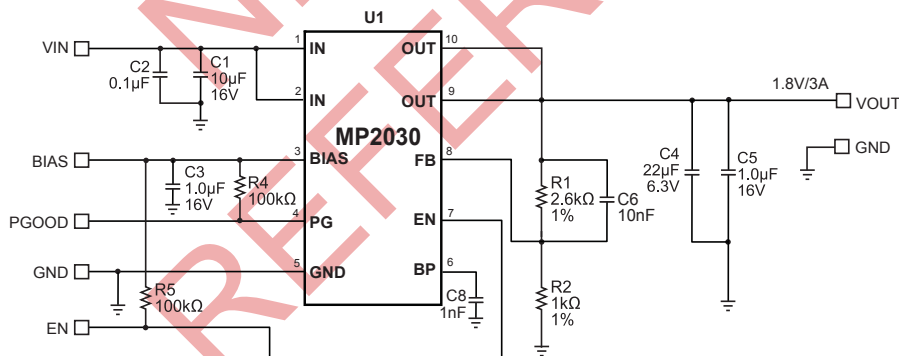 U1
VIN
1
IN
OUT
10
C2
0.1µF
C1
10µF
16V
2
IN
OUT
9
1.8V/3A
VOUT
MP2030
GND
BIAS
3
BIAS
FB
8
C3
1.0µF
16V
R4
100kΩ
R1
2.6kΩ
1%
C6
10nF
C4
22µF
6.3V
C5
1.0µF
16V
PGOOD
4
PG
EN
7
GND
5
GND
BP
6
R5
100kΩ
C8
1nF
R2
1kΩ
1%
EN
REFER